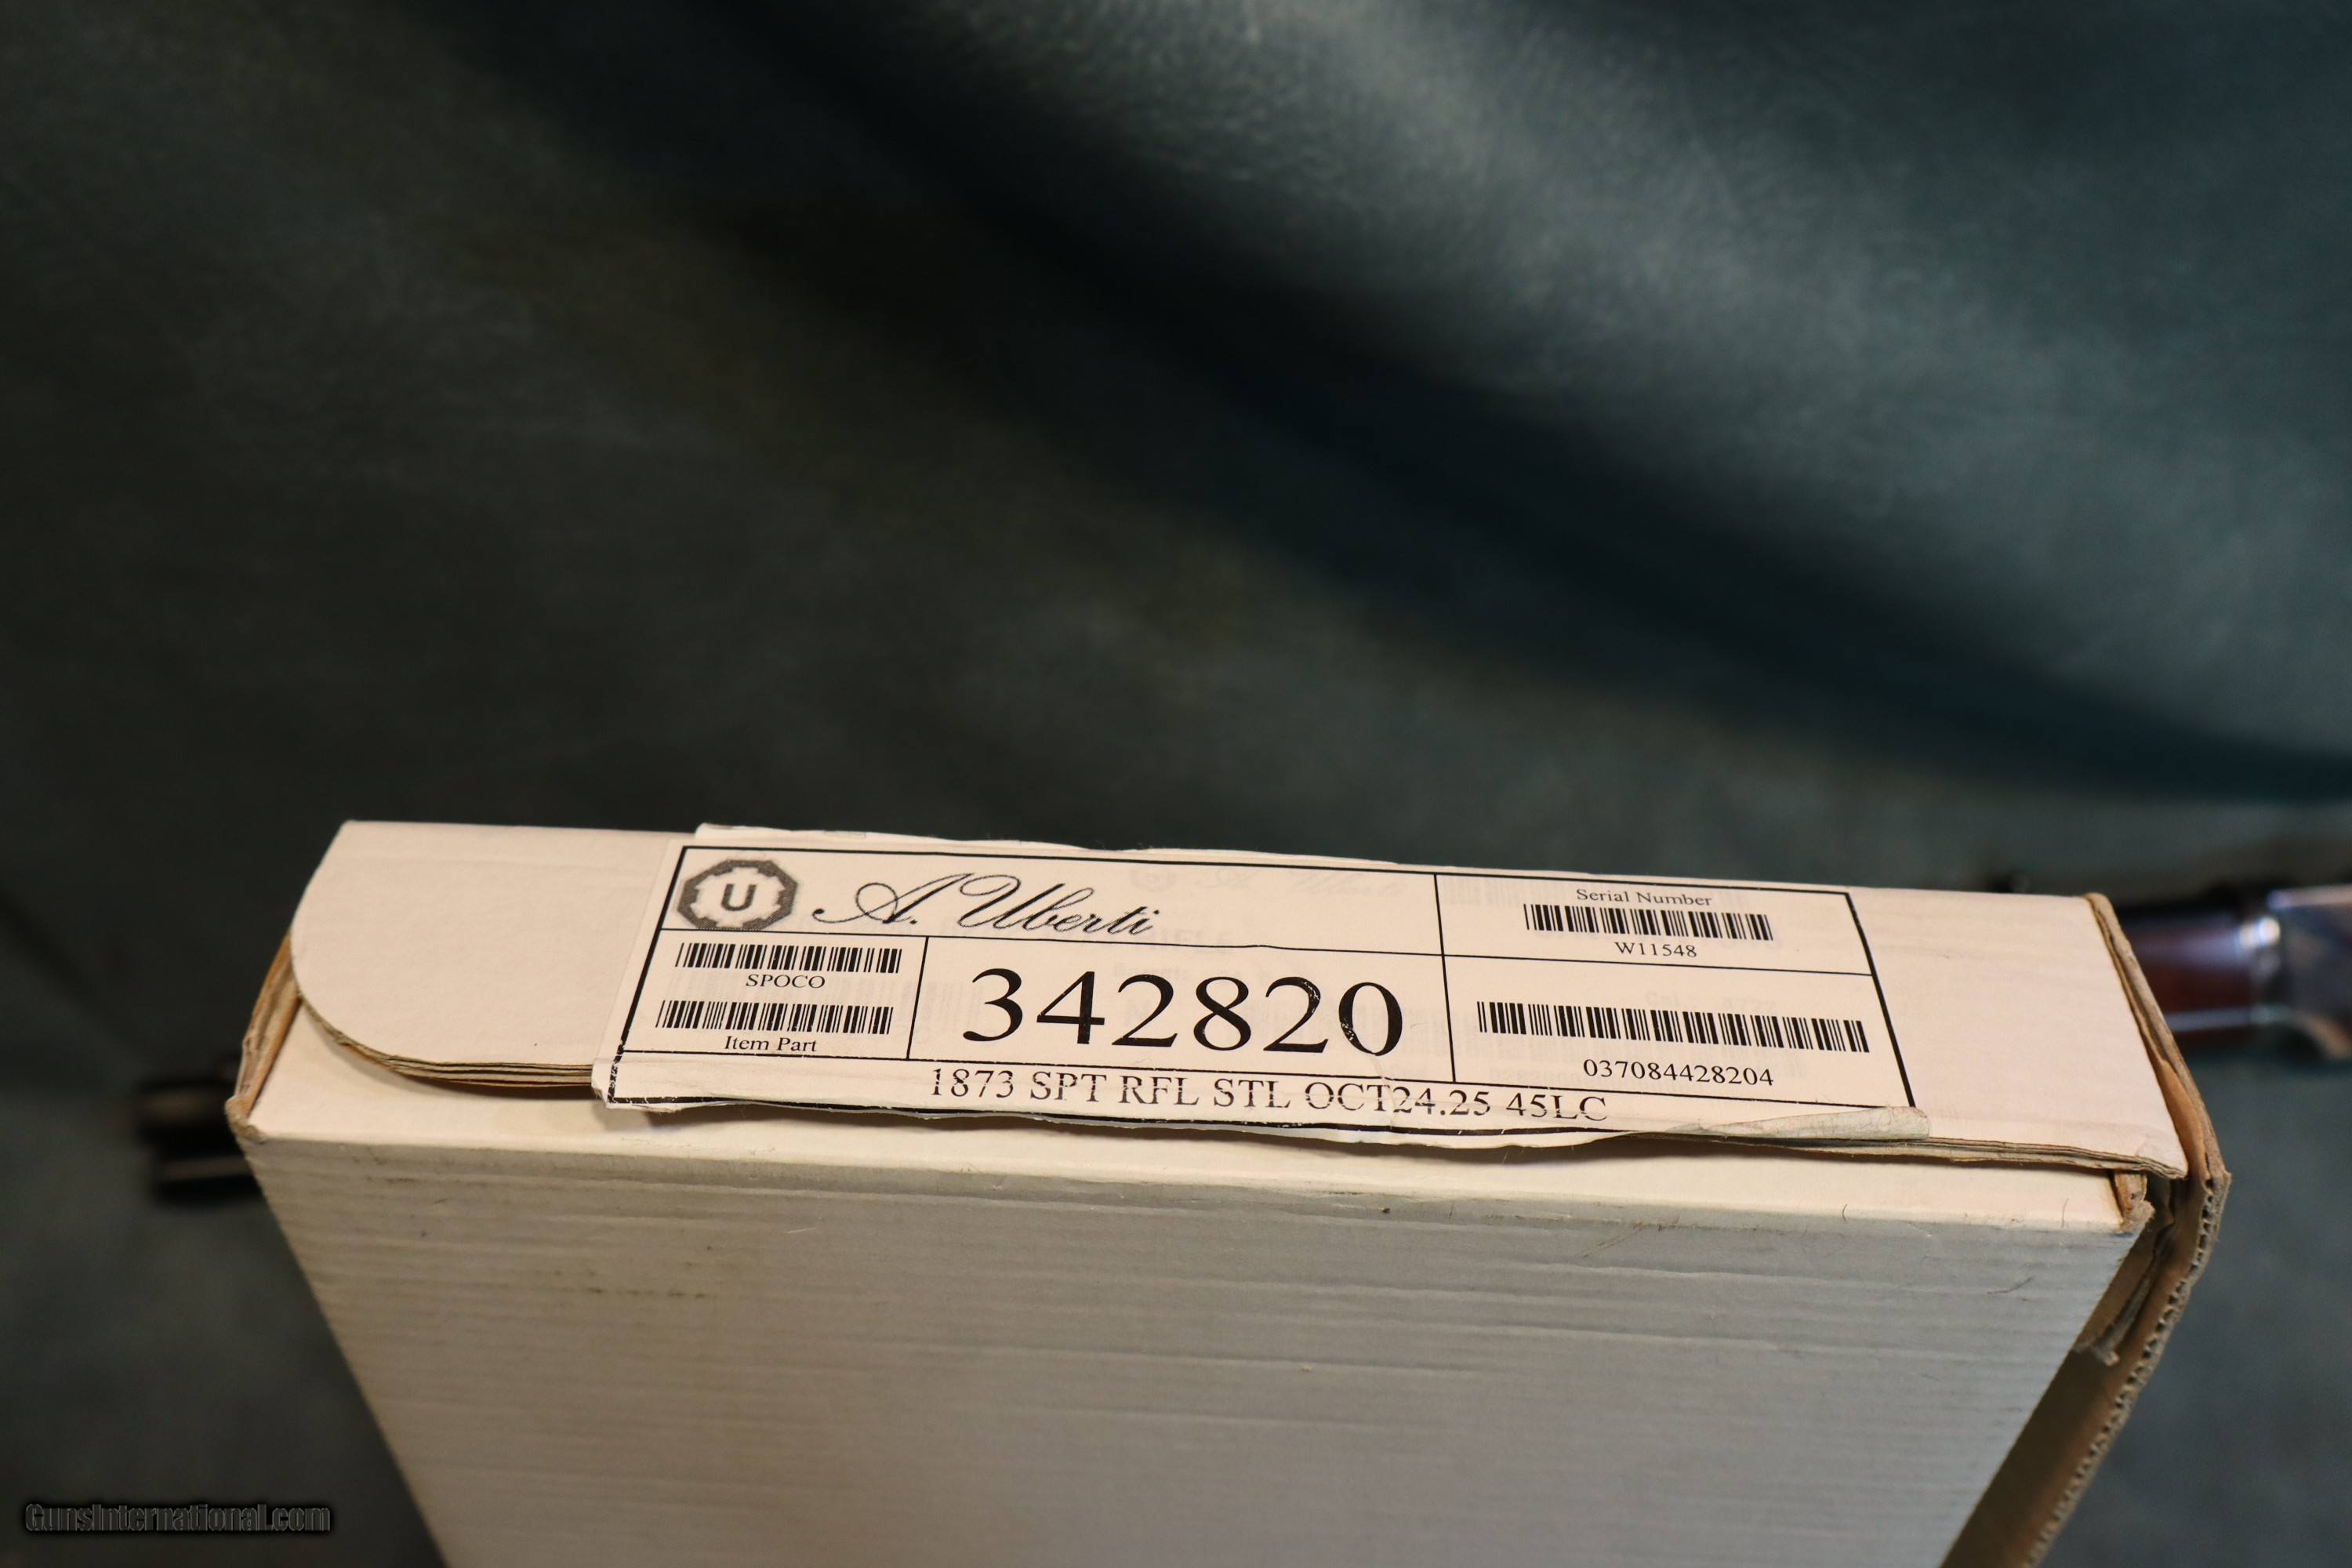 U A. Uberti
Serial Number
W11548
SPOCO
Item Part
342820
037084428204
1873 SPT RFL STL OCT24.25 45LC
GunsInternational.com